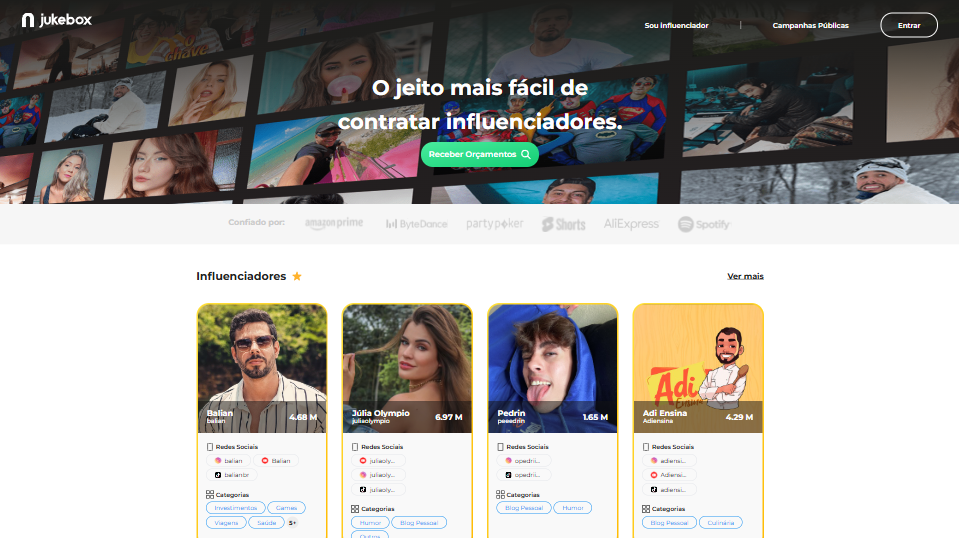 jukebox
Sou influenciador | Campanhas Públicas Entrar
O jeito mais fácil de
contratar influenciadores.
Receber Orçamentos
Confiado por: amazon prime ByteDance partypoker Shorts AliExpress Spotify
Influenciadores Ver mais
Balian 4.68 M
balian
Redes Sociais
balian Balian
balianbr
Categorias
Investimentos Games
Viagens Saúde 5+
Júlia Olympio 6.97 M
juliaolympio
Redes Sociais
juliaoly...
juliaoly...
juliaoly...
Categorias
Humor Blog Pessoal
Outros
Pedrin 1.65 M
peeedrin
Redes Sociais
opedrii...
opedrii...
Categorias
Blog Pessoal Humor
Adi Ensina
Adi Ensina 4.29 M
Adiensina
Redes Sociais
adiensi...
Adiensi...
adiensi...
Categorias
Blog Pessoal Culinária